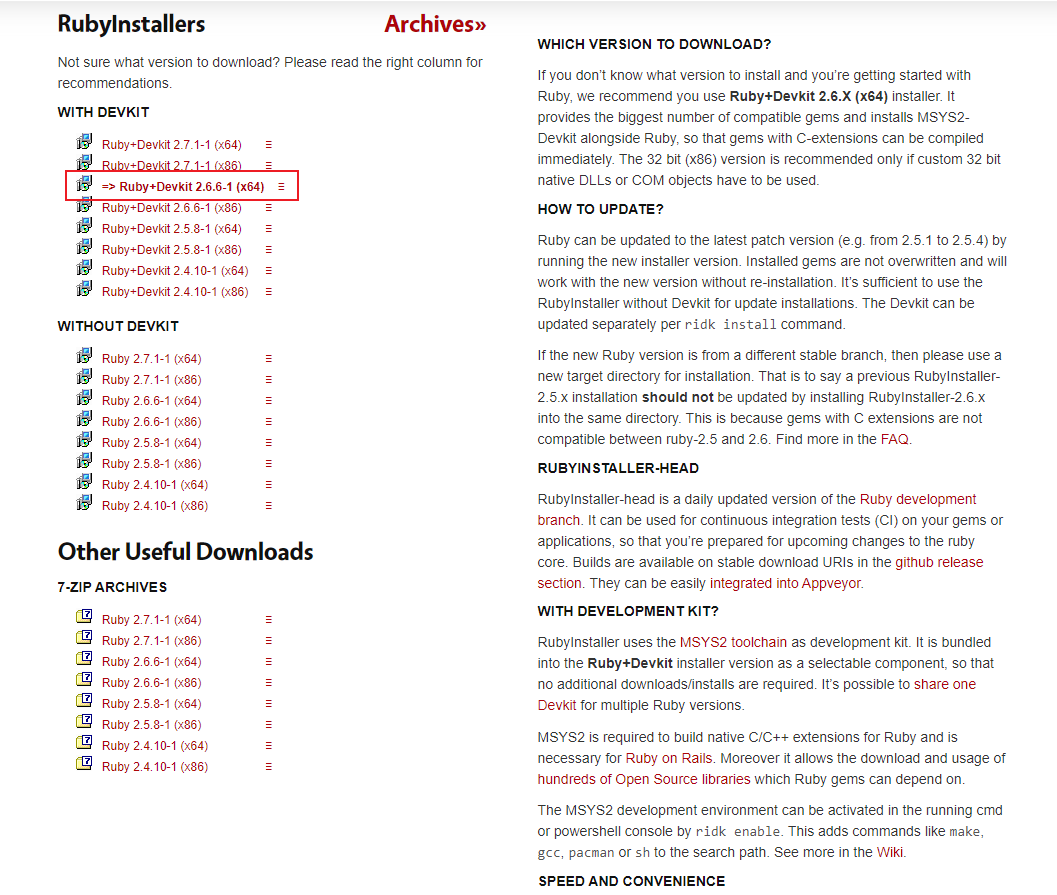 RubyInstallers
Archives»
Not sure what version to download? Please read the right column for
recommendations.
WITH DEVKIT
Ruby+Devkit 2.7.1-1 (x64) ≡
Ruby+Devkit 2.7.1-1 (x86) ≡
=> Ruby+Devkit 2.6.6-1 (x64) ≡
Ruby+Devkit 2.6.6-1 (x86) ≡
Ruby+Devkit 2.5.8-1 (x64) ≡
Ruby+Devkit 2.5.8-1 (x86) ≡
Ruby+Devkit 2.4.10-1 (x64) ≡
Ruby+Devkit 2.4.10-1 (x86) ≡
WITHOUT DEVKIT
Ruby 2.7.1-1 (x64) ≡
Ruby 2.7.1-1 (x86) ≡
Ruby 2.6.6-1 (x64) ≡
Ruby 2.6.6-1 (x86) ≡
Ruby 2.5.8-1 (x64) ≡
Ruby 2.5.8-1 (x86) ≡
Ruby 2.4.10-1 (x64) ≡
Ruby 2.4.10-1 (x86) ≡
Other Useful Downloads
7-ZIP ARCHIVES
Ruby 2.7.1-1 (x64) ≡
Ruby 2.7.1-1 (x86) ≡
Ruby 2.6.6-1 (x64) ≡
Ruby 2.6.6-1 (x86) ≡
Ruby 2.5.8-1 (x64) ≡
Ruby 2.5.8-1 (x86) ≡
Ruby 2.4.10-1 (x64) ≡
Ruby 2.4.10-1 (x86) ≡
WHICH VERSION TO DOWNLOAD?
If you don’t know what version to install and you’re getting started with
Ruby, we recommend you use Ruby+Devkit 2.6.X (x64) installer. It
provides the biggest number of compatible gems and installs MSYS2-
Devkit alongside Ruby, so that gems with C-extensions can be compiled
immediately. The 32 bit (x86) version is recommended only if custom 32 bit
native DLLs or COM objects have to be used.
HOW TO UPDATE?
Ruby can be updated to the latest patch version (e.g. from 2.5.1 to 2.5.4) by
running the new installer version. Installed gems are not overwritten and will
work with the new version without re-installation. It’s sufficient to use the
RubyInstaller without Devkit for update installations. The Devkit can be
updated separately per ridk install command.
If the new Ruby version is from a different stable branch, then please use a
new target directory for installation. That is to say a previous RubyInstaller-
2.5.x installation should not be updated by installing RubyInstaller-2.6.x
into the same directory. This is because gems with C extensions are not
compatible between ruby-2.5 and 2.6. Find more in the FAQ.
RUBYINSTALLER-HEAD
RubyInstaller-head is a daily updated version of the Ruby development
branch. It can be used for continuous integration tests (CI) on your gems or
applications, so that you’re prepared for upcoming changes to the ruby
core. Builds are available on stable download URIs in the github release
section. They can be easily integrated into Appveyor.
WITH DEVELOPMENT KIT?
RubyInstaller uses the MSYS2 toolchain as development kit. It is bundled
into the Ruby+Devkit installer version as a selectable component, so that
no additional downloads/installs are required. It’s possible to share one
Devkit for multiple Ruby versions.
MSYS2 is required to build native C/C++ extensions for Ruby and is
necessary for Ruby on Rails. Moreover it allows the download and usage of
hundreds of Open Source libraries which Ruby gems can depend on.
The MSYS2 development environment can be activated in the running cmd
or powershell console by ridk enable. This adds commands like make,
gcc, pacman or sh to the search path. See more in the Wiki.
SPEED AND CONVENIENCE